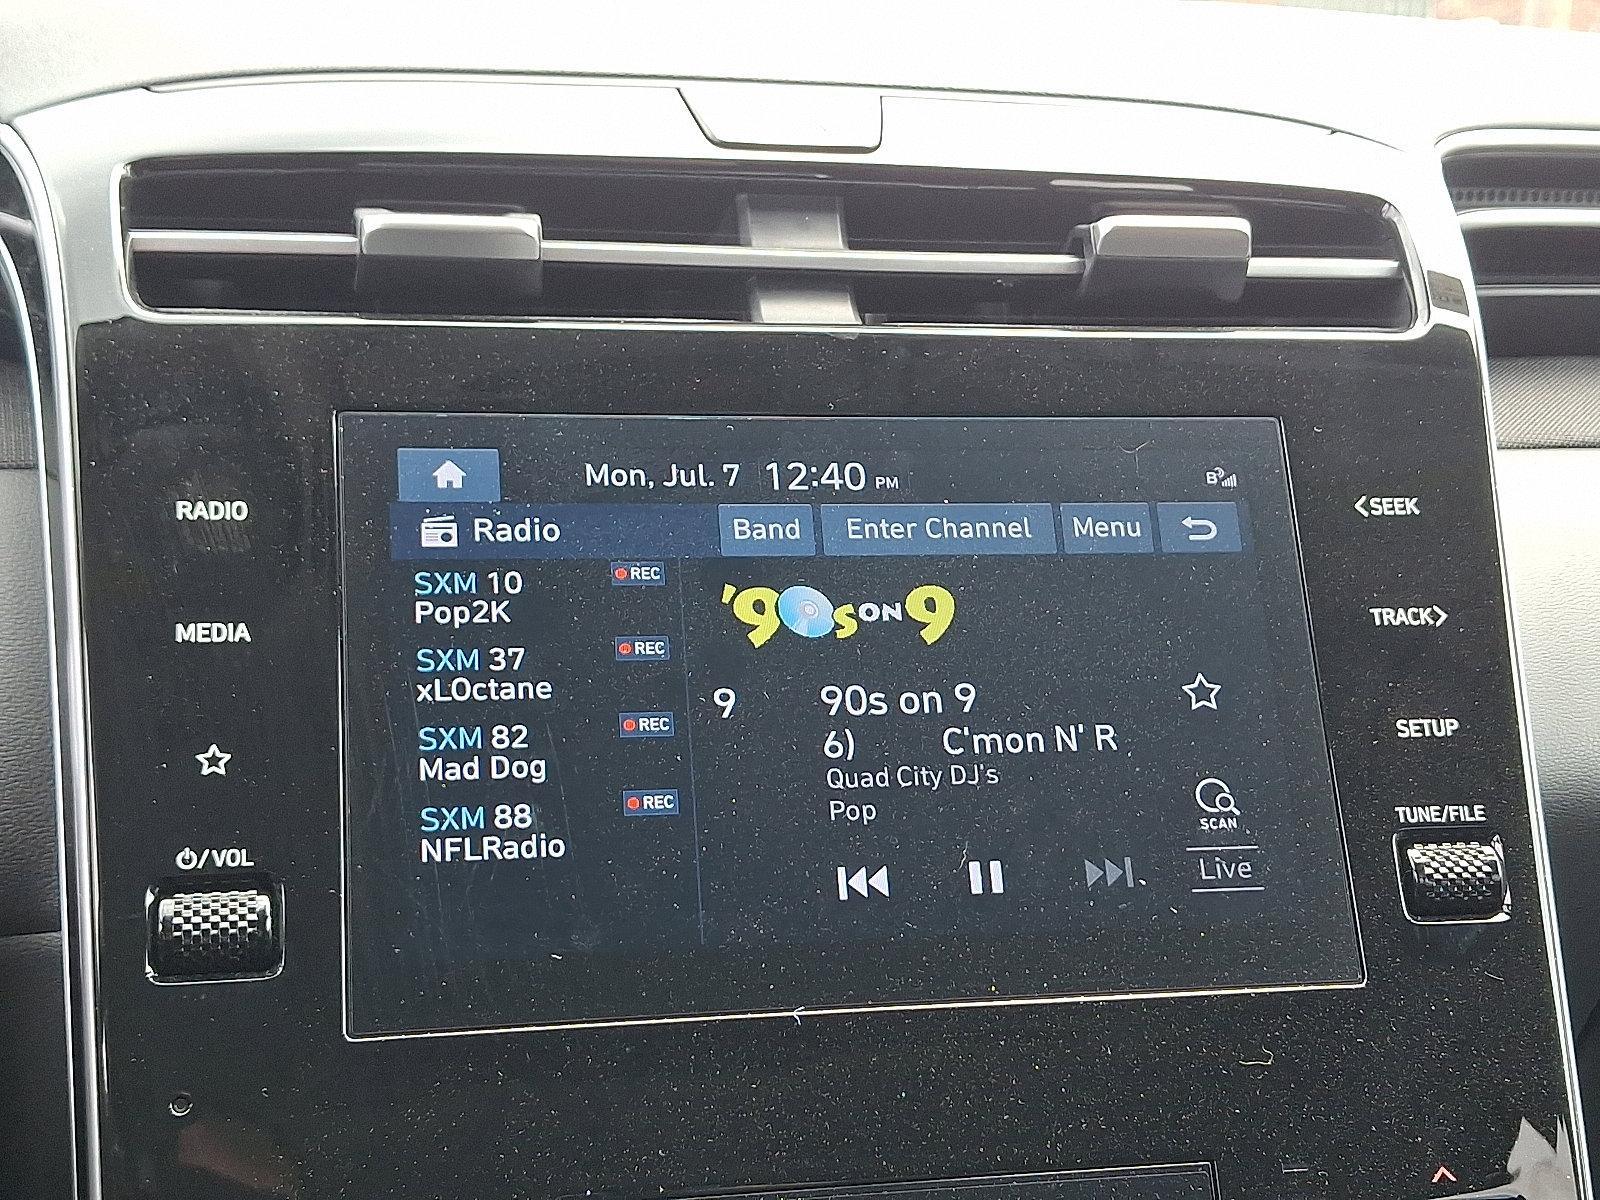 Mon, Jul. 7 12:40 PM
B
Radio Band Enter Channel Menu
SXM 10 REC
Pop2K
SXM 37 REC
xLOctane
SXM 82 REC
Mad Dog
SXM 88 REC
NFLRadio
'90s ON 9
9 90s on 9
6) C'mon N' R
Quad City DJ's
Pop
SCAN
Live
RADIO
MEDIA
/VOL
<SEEK
TRACK>
SETUP
TUNE/FILE